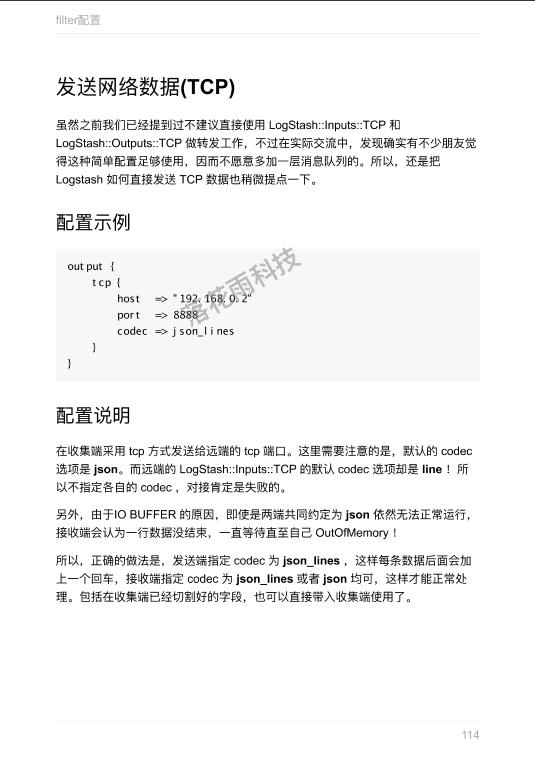 filter配置
发送网络数据(TCP)
虽然之前我们已经提到过不建议直接使用 LogStash::Inputs::TCP 和
LogStash::Outputs::TCP 做转发工作，不过在实际交流中，发现确实有不少朋友觉
得这种简单配置足够使用，因而不愿意多加一层消息队列的。所以，还是把
Logstash 如何直接发送 TCP 数据也稍微提点一下。
配置示例
output {
    tcp {
        host  => "192.168.0.2"
        port  => 8888
        codec => json_lines
    }
}
落花雨科技
配置说明
在收集端采用 tcp 方式发送给远端的 tcp 端口。这里需要注意的是，默认的 codec
选项是 json。而远端的 LogStash::Inputs::TCP 的默认 codec 选项却是 line ！所
以不指定各自的 codec ，对接肯定是失败的。
另外，由于IO BUFFER 的原因，即使是两端共同约定为 json 依然无法正常运行，
接收端会认为一行数据没结束，一直等待直至自己 OutOfMemory ！
所以，正确的做法是，发送端指定 codec 为 json_lines ，这样每条数据后面会加
上一个回车，接收端指定 codec 为 json_lines 或者 json 均可，这样才能正常处
理。包括在收集端已经切割好的字段，也可以直接带入收集端使用了。
114